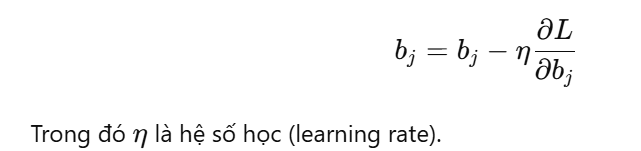 b_j = b_j − η ∂L/∂b_j
Trong đó η là hệ số học (learning rate).